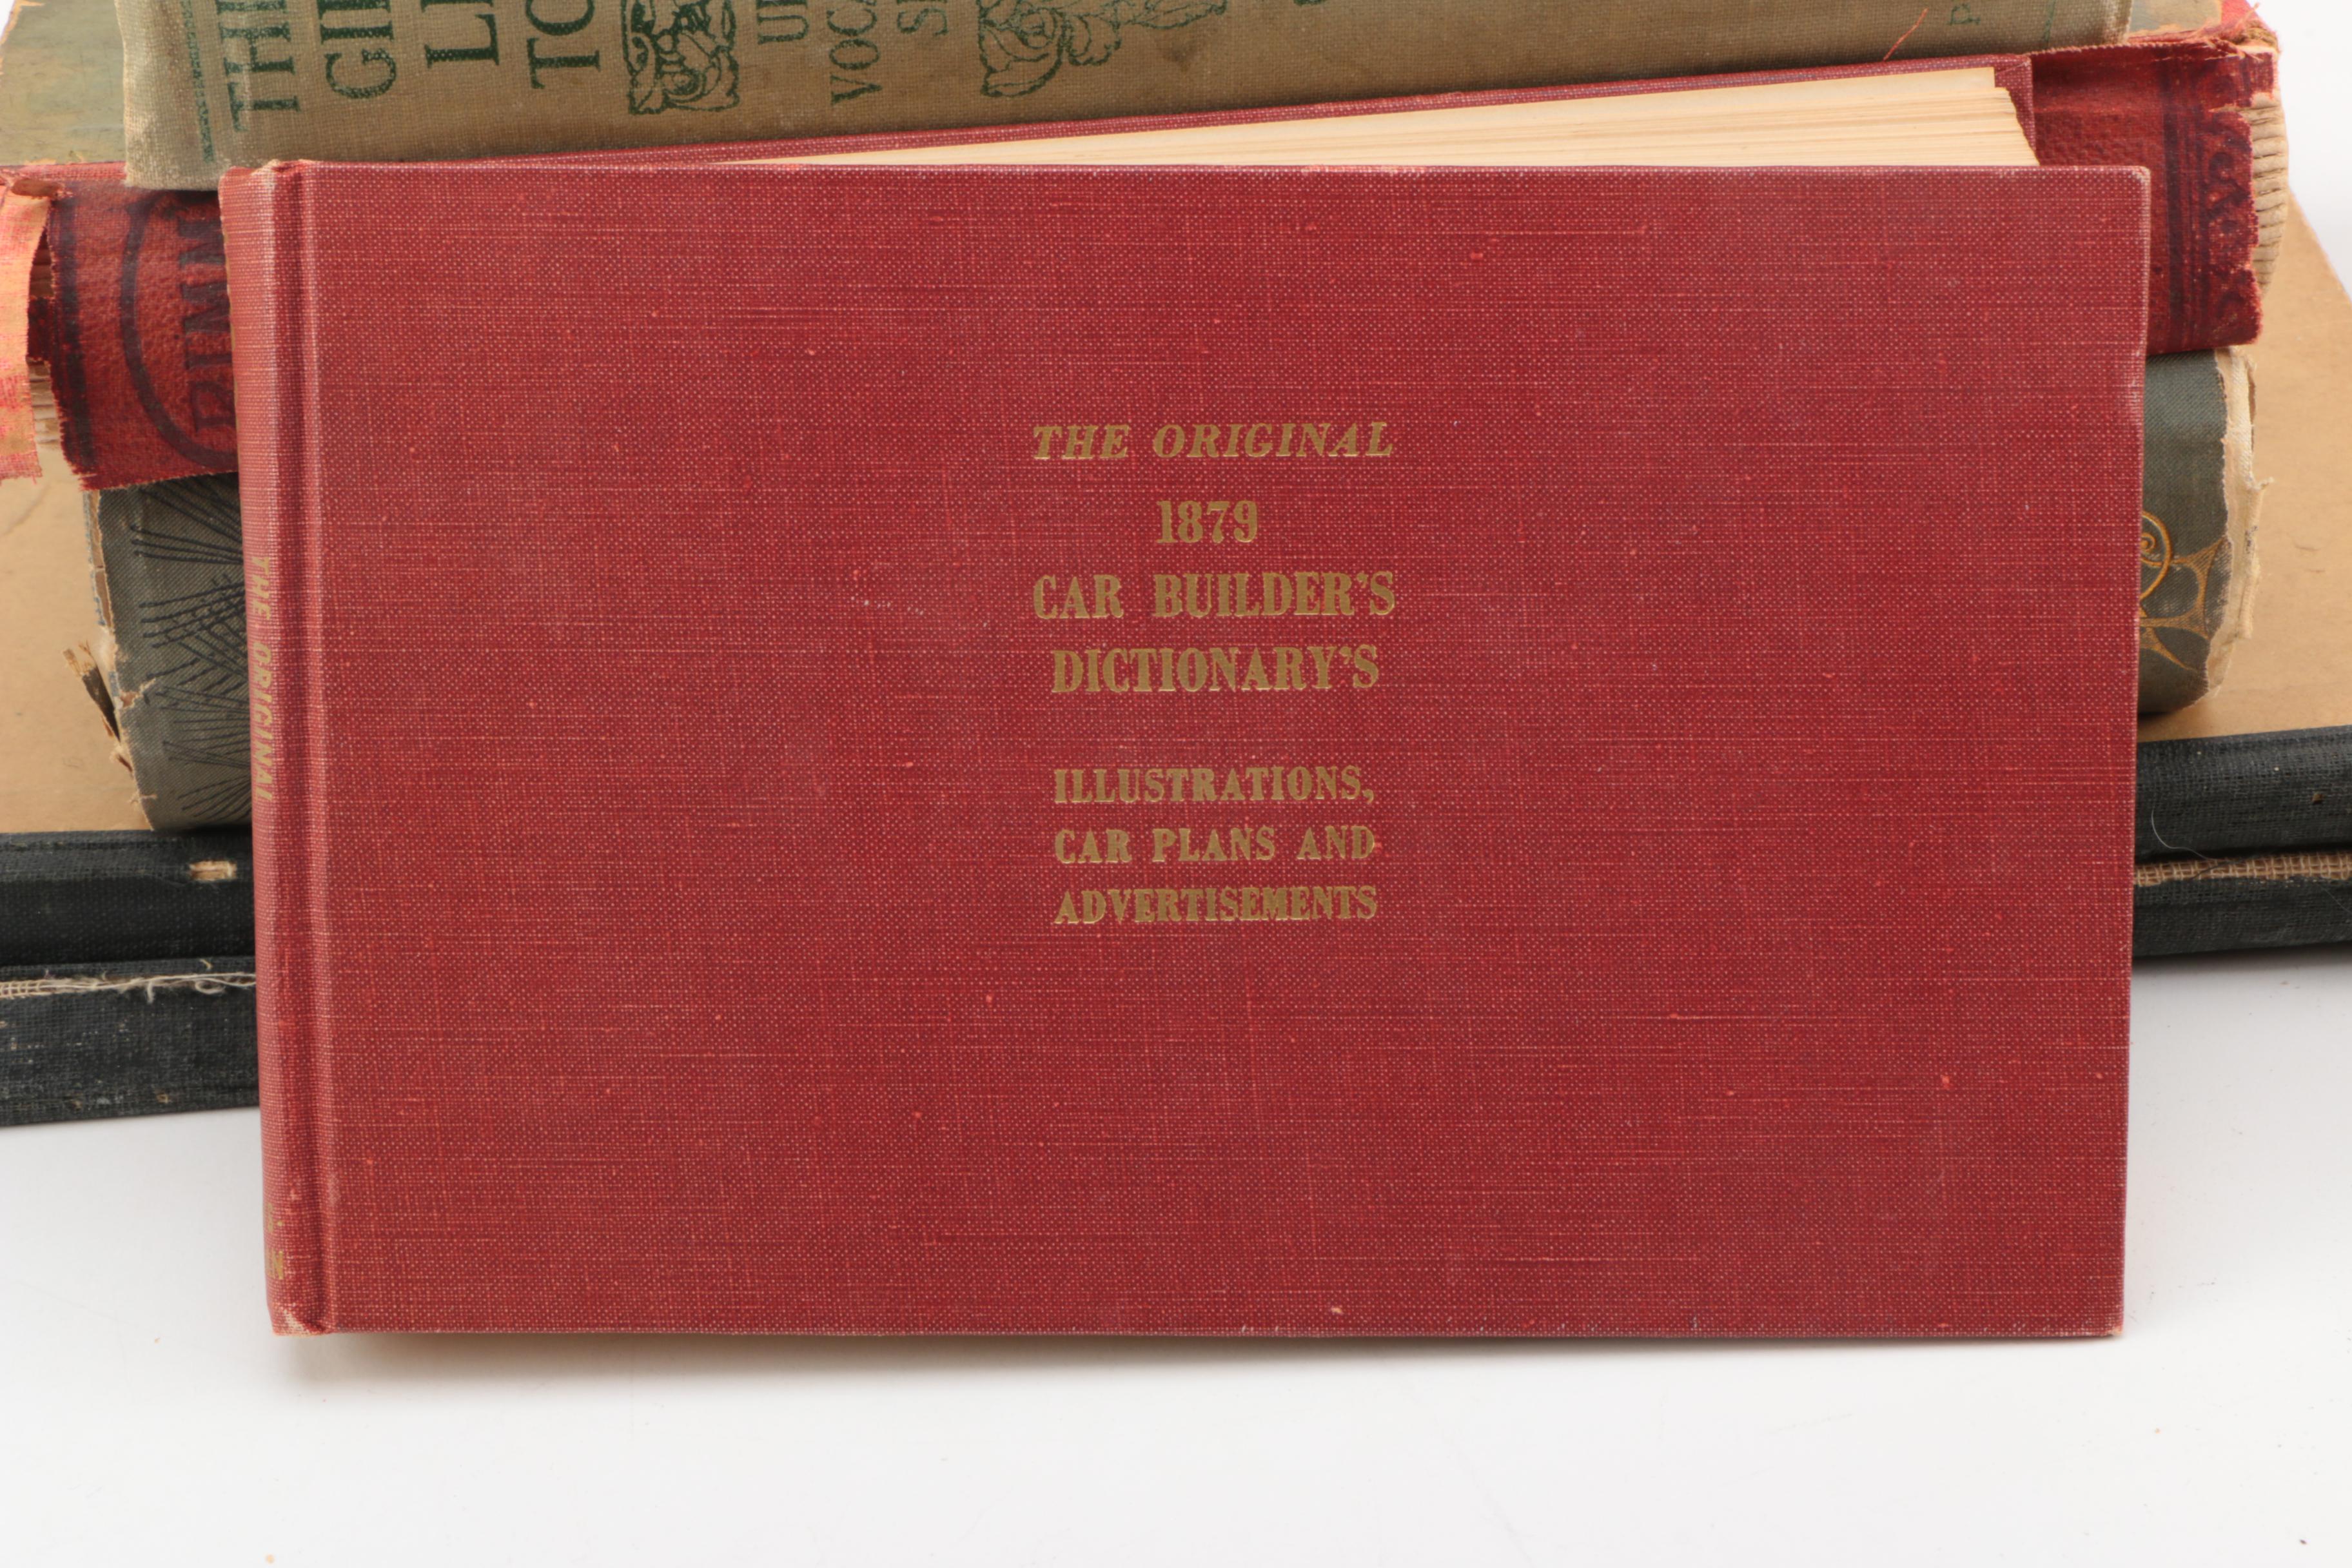 THE ORIGINAL
1879
CAR BUILDER'S
DICTIONARY'S
ILLUSTRATIONS,
CAR PLANS AND
ADVERTISEMENTS
THE ORIGINAL